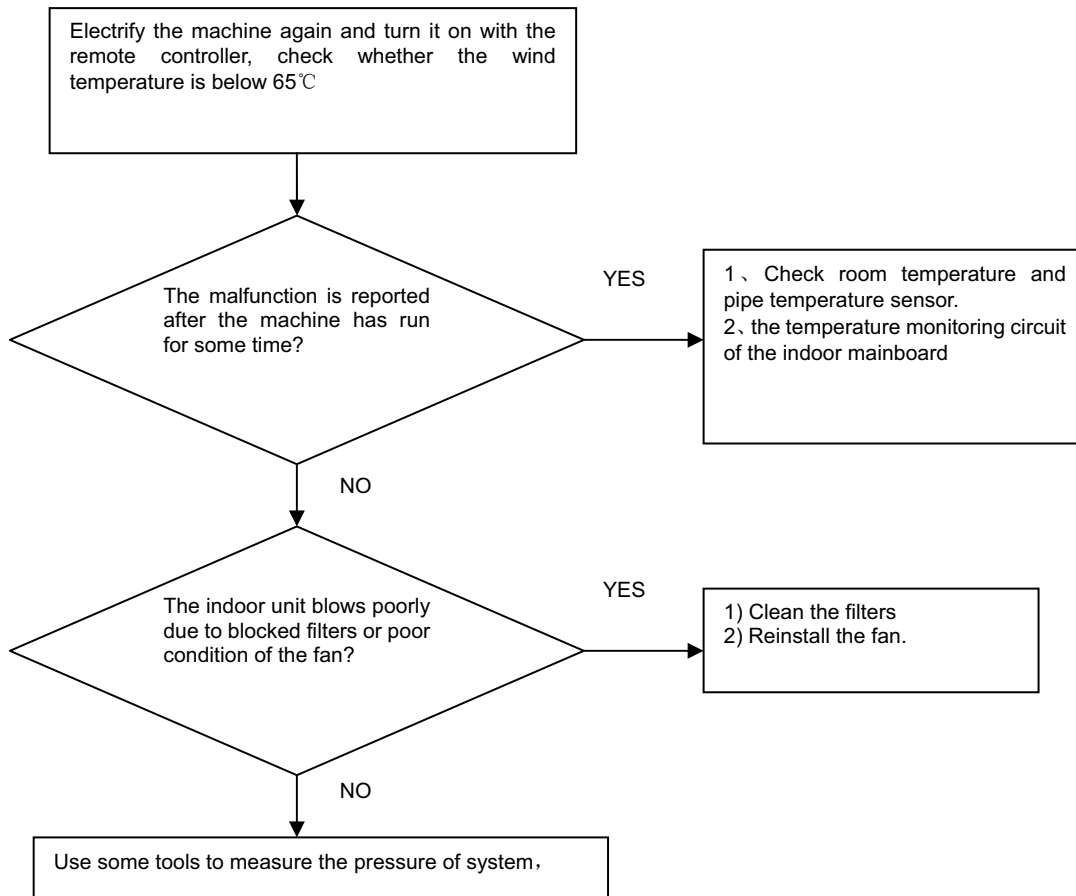 Electrify the machine again and turn it on with the
remote controller, check whether the wind
temperature is below 65℃
The malfunction is reported
after the machine has run
for some time?
YES
1、Check room temperature and
pipe temperature sensor.
2、the temperature monitoring circuit
of the indoor mainboard
NO
The indoor unit blows poorly
due to blocked filters or poor
condition of the fan?
YES
1) Clean the filters
2) Reinstall the fan.
NO
Use some tools to measure the pressure of system，